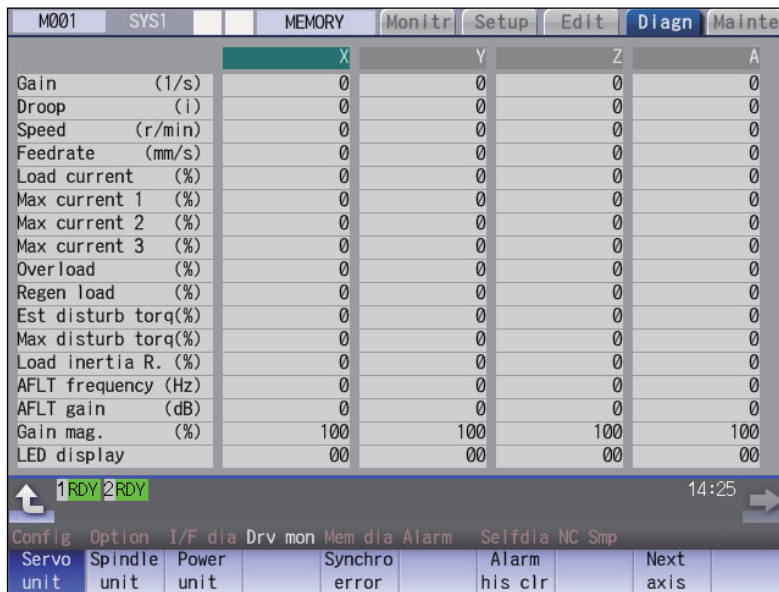 M001 SYS1 MEMORY Monitr Setup Edit Diagn Mainte
X Y Z A
Gain (1/s) 0 0 0 0
Droop (i) 0 0 0 0
Speed (r/min) 0 0 0 0
Feedrate (mm/s) 0 0 0 0
Load current (%) 0 0 0 0
Max current 1 (%) 0 0 0 0
Max current 2 (%) 0 0 0 0
Max current 3 (%) 0 0 0 0
Overload (%) 0 0 0 0
Regen load (%) 0 0 0 0
Est disturb torq(%) 0 0 0 0
Max disturb torq(%) 0 0 0 0
Load inertia R. (%) 0 0 0 0
AFLT frequency (Hz) 0 0 0 0
AFLT gain (dB) 0 0 0 0
Gain mag. (%) 100 100 100 100
LED display 00 00 00 00
1RDY 2RDY 14:25
Config Option I/F dia Drv mon Mem dia Alarm Selfdia NC Smp
Servo Spindle Power Synchro Alarm Next
unit unit unit error his clr axis